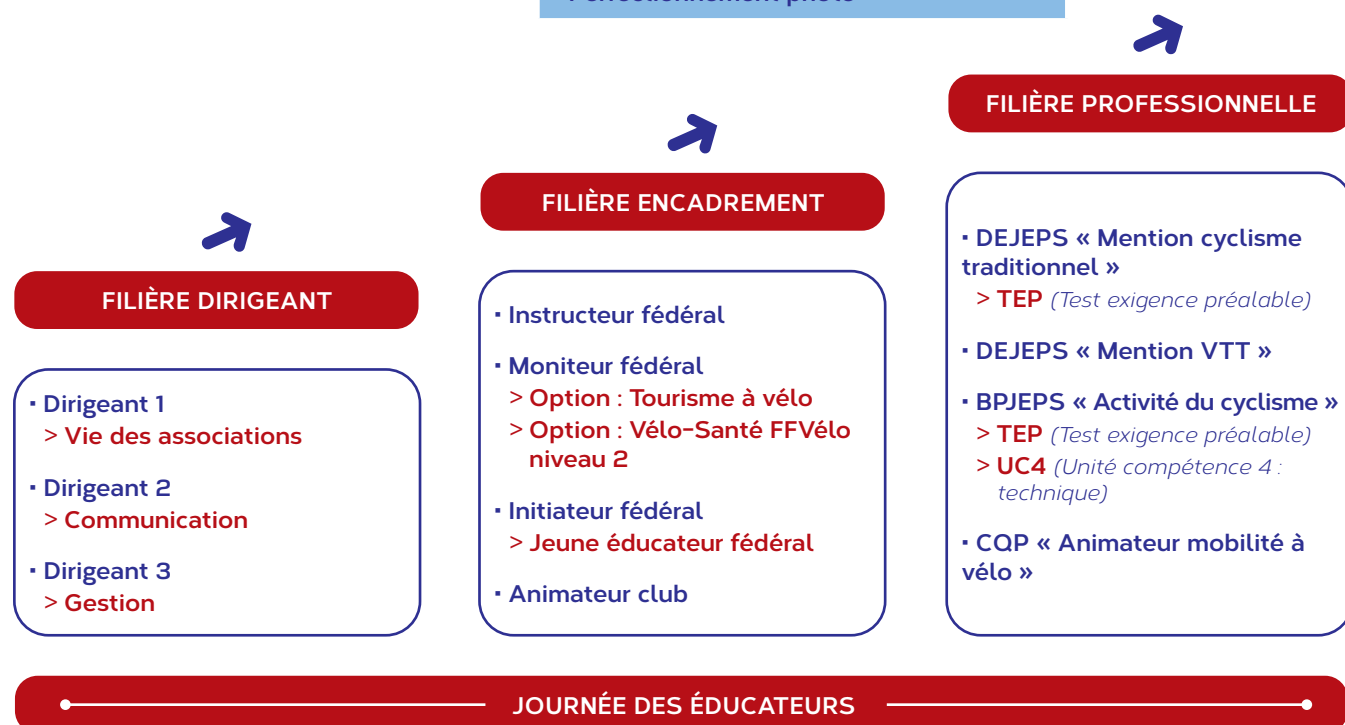 Perfectionnement photo
FILIÈRE PROFESSIONNELLE
FILIÈRE ENCADREMENT
FILIÈRE DIRIGEANT
▪ Dirigeant 1
> Vie des associations
▪ Dirigeant 2
> Communication
▪ Dirigeant 3
> Gestion
▪ Instructeur fédéral
▪ Moniteur fédéral
> Option : Tourisme à vélo
> Option : Vélo-Santé FFVélo
niveau 2
▪ Initiateur fédéral
> Jeune éducateur fédéral
▪ Animateur club
▪ DEJEPS « Mention cyclisme
traditionnel »
> TEP (Test exigence préalable)
▪ DEJEPS « Mention VTT »
▪ BPJEPS « Activité du cyclisme »
> TEP (Test exigence préalable)
> UC4 (Unité compétence 4 :
technique)
▪ CQP « Animateur mobilité à
vélo »
JOURNÉE DES ÉDUCATEURS